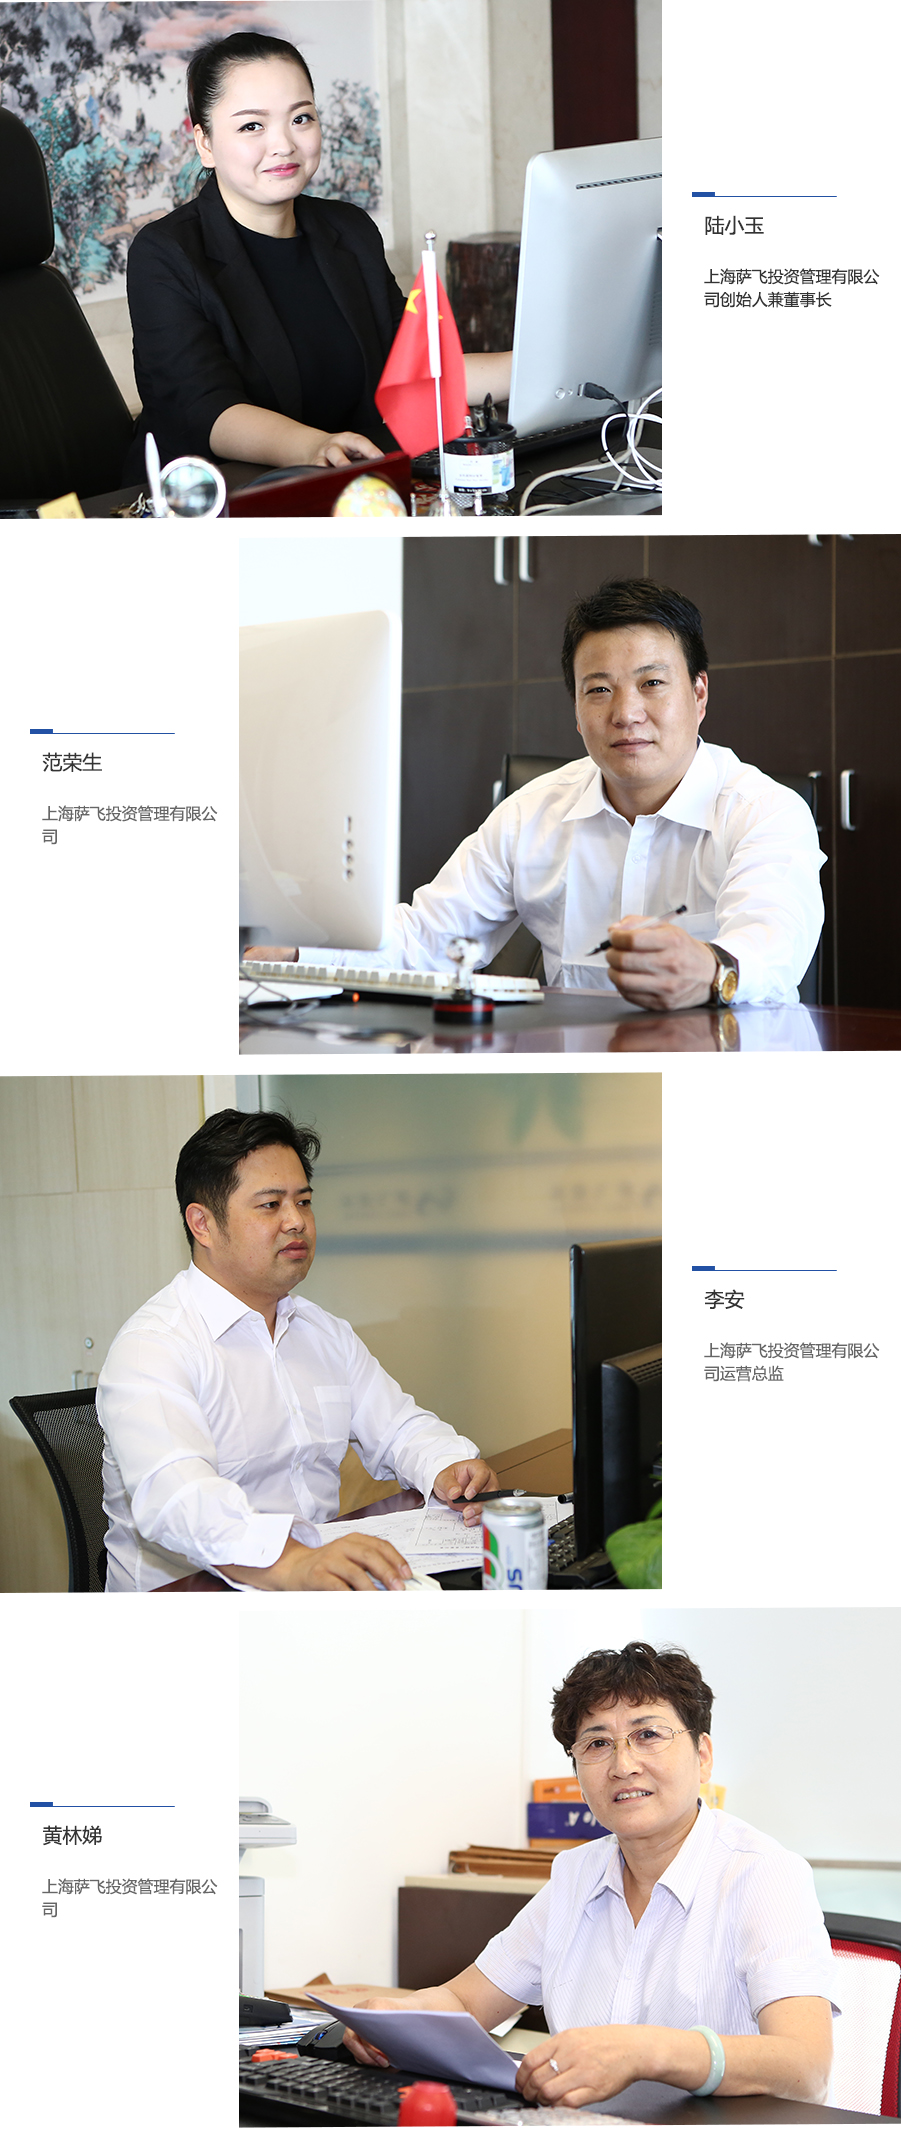 陆小玉
上海萨飞投资管理有限公
司创始人兼董事长
范荣生
上海萨飞投资管理有限公
司
李安
上海萨飞投资管理有限公
司运营总监
黄林娣
上海萨飞投资管理有限公
司